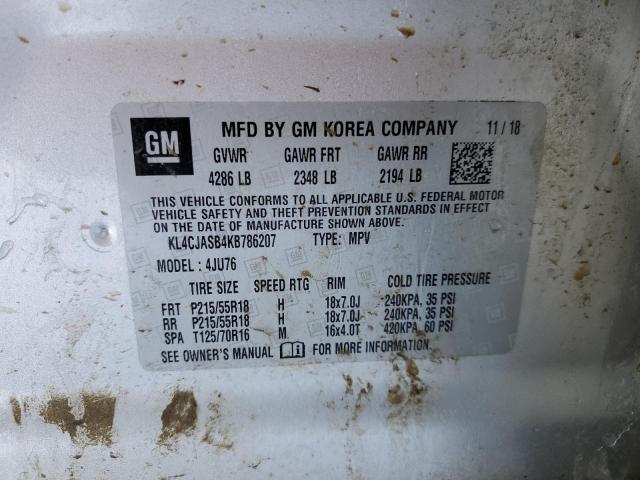 GM MFD BY GM KOREA COMPANY 11/18
GVWR GAWR FRT GAWR RR
4286 LB 2348 LB 2194 LB
THIS VEHICLE CONFORMS TO ALL APPLICABLE U.S. FEDERAL MOTOR
VEHICLE SAFETY AND THEFT PREVENTION STANDARDS IN EFFECT
ON THE DATE OF MANUFACTURE SHOWN ABOVE.
KL4CJASB4KB786207 TYPE: MPV
MODEL: 4JU76
TIRE SIZE SPEED RTG RIM COLD TIRE PRESSURE
FRT P215/55R18 H 18x7.0J 240KPA, 35 PSI
RR P215/55R18 H 18x7.0J 240KPA, 35 PSI
SPA T125/70R16 M 16x4.0T 420KPA, 60 PSI
SEE OWNER'S MANUAL FOR MORE INFORMATION